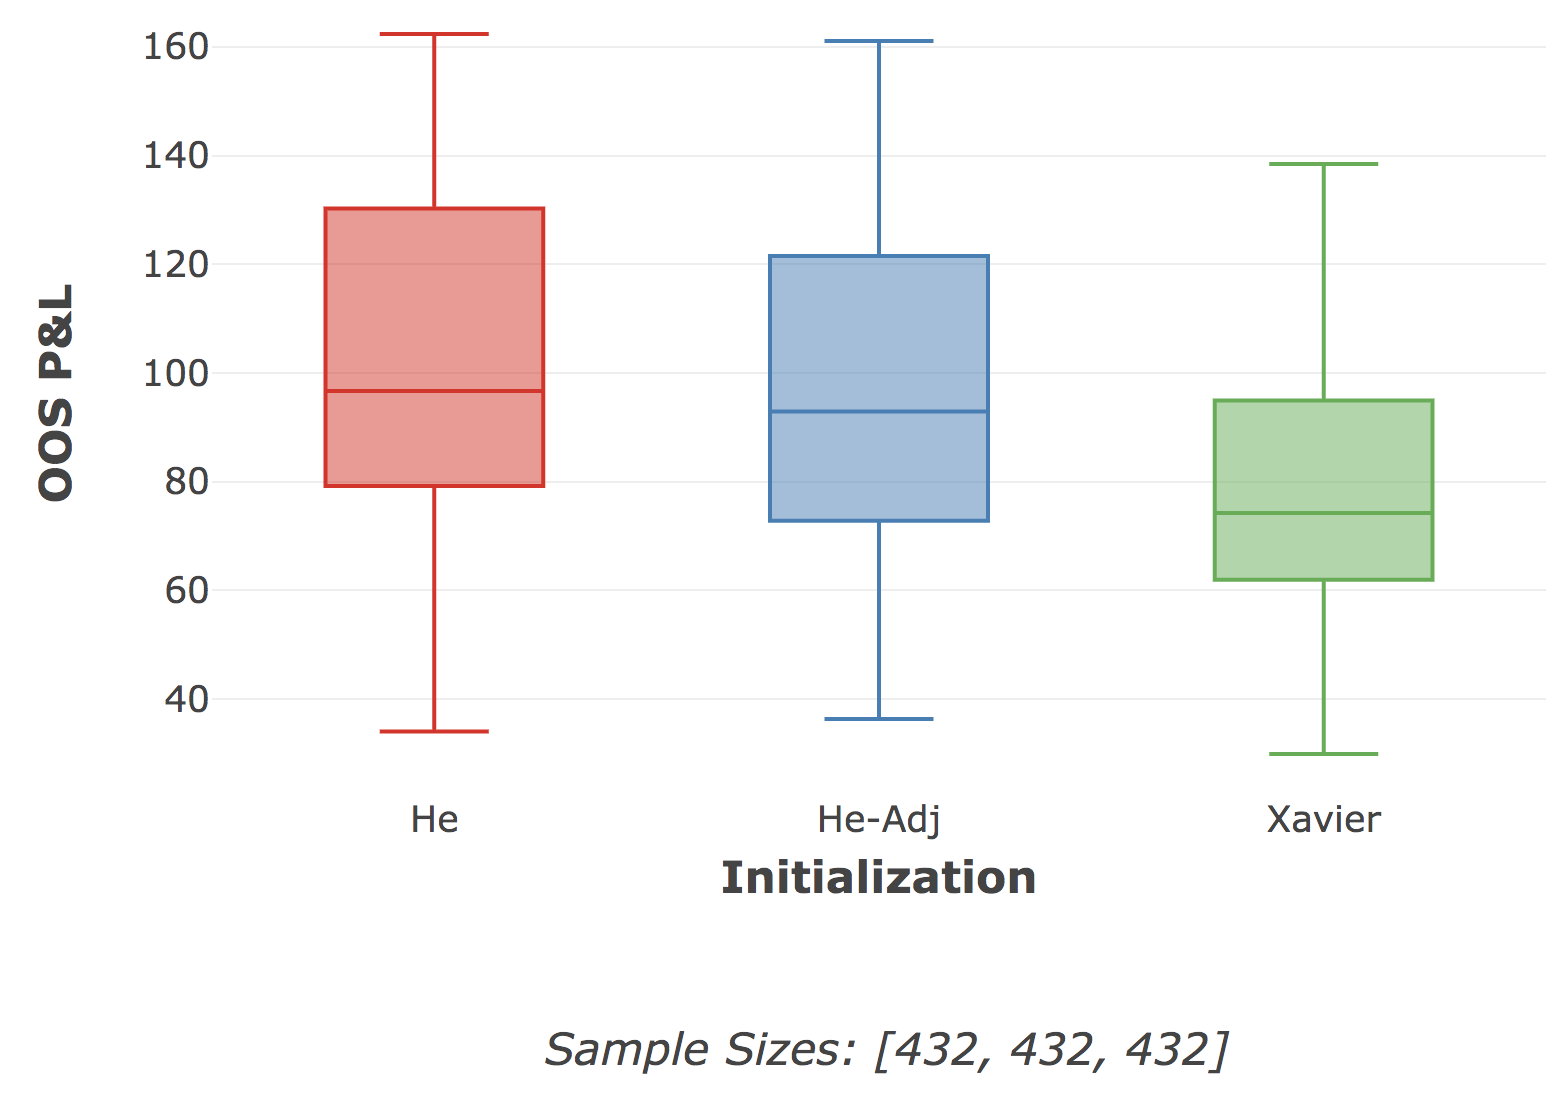 160
140
120
100
80
60
40
OOS P&L
He
He-Adj
Xavier
Initialization
Sample Sizes: [432, 432, 432]